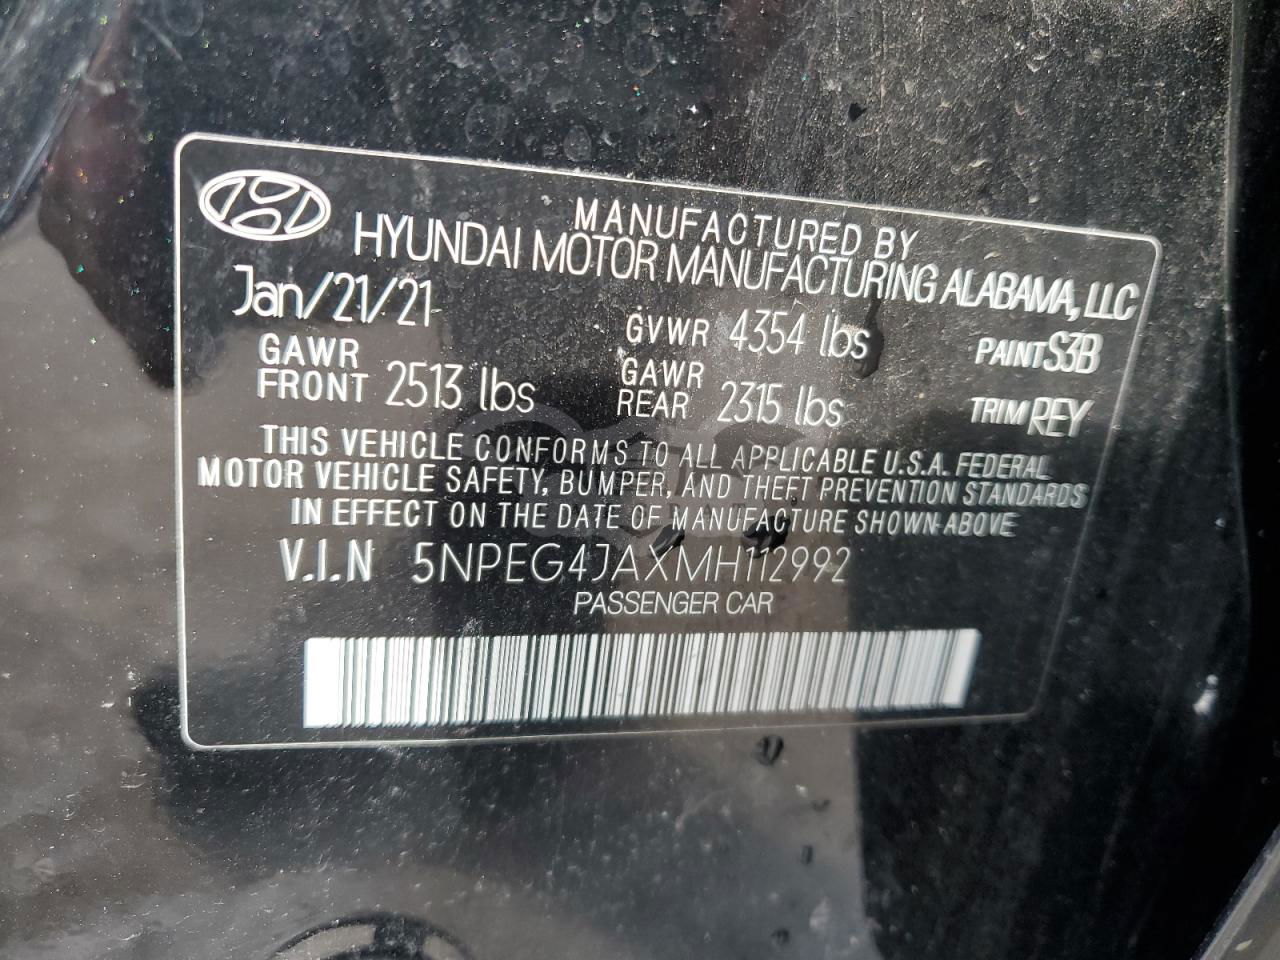 MANUFACTURED BY
HYUNDAI MOTOR MANUFACTURING ALABAMA, LLC
Jan/21/21
GVWR 4354 lbs
PAINT S3B
GAWR FRONT 2513 lbs
GAWR REAR 2315 lbs
TRIM REY
THIS VEHICLE CONFORMS TO ALL APPLICABLE U.S.A. FEDERAL
MOTOR VEHICLE SAFETY, BUMPER, AND THEFT PREVENTION STANDARDS
IN EFFECT ON THE DATE OF MANUFACTURE SHOWN ABOVE
V.I.N 5NPEG4JAXMH112992
PASSENGER CAR